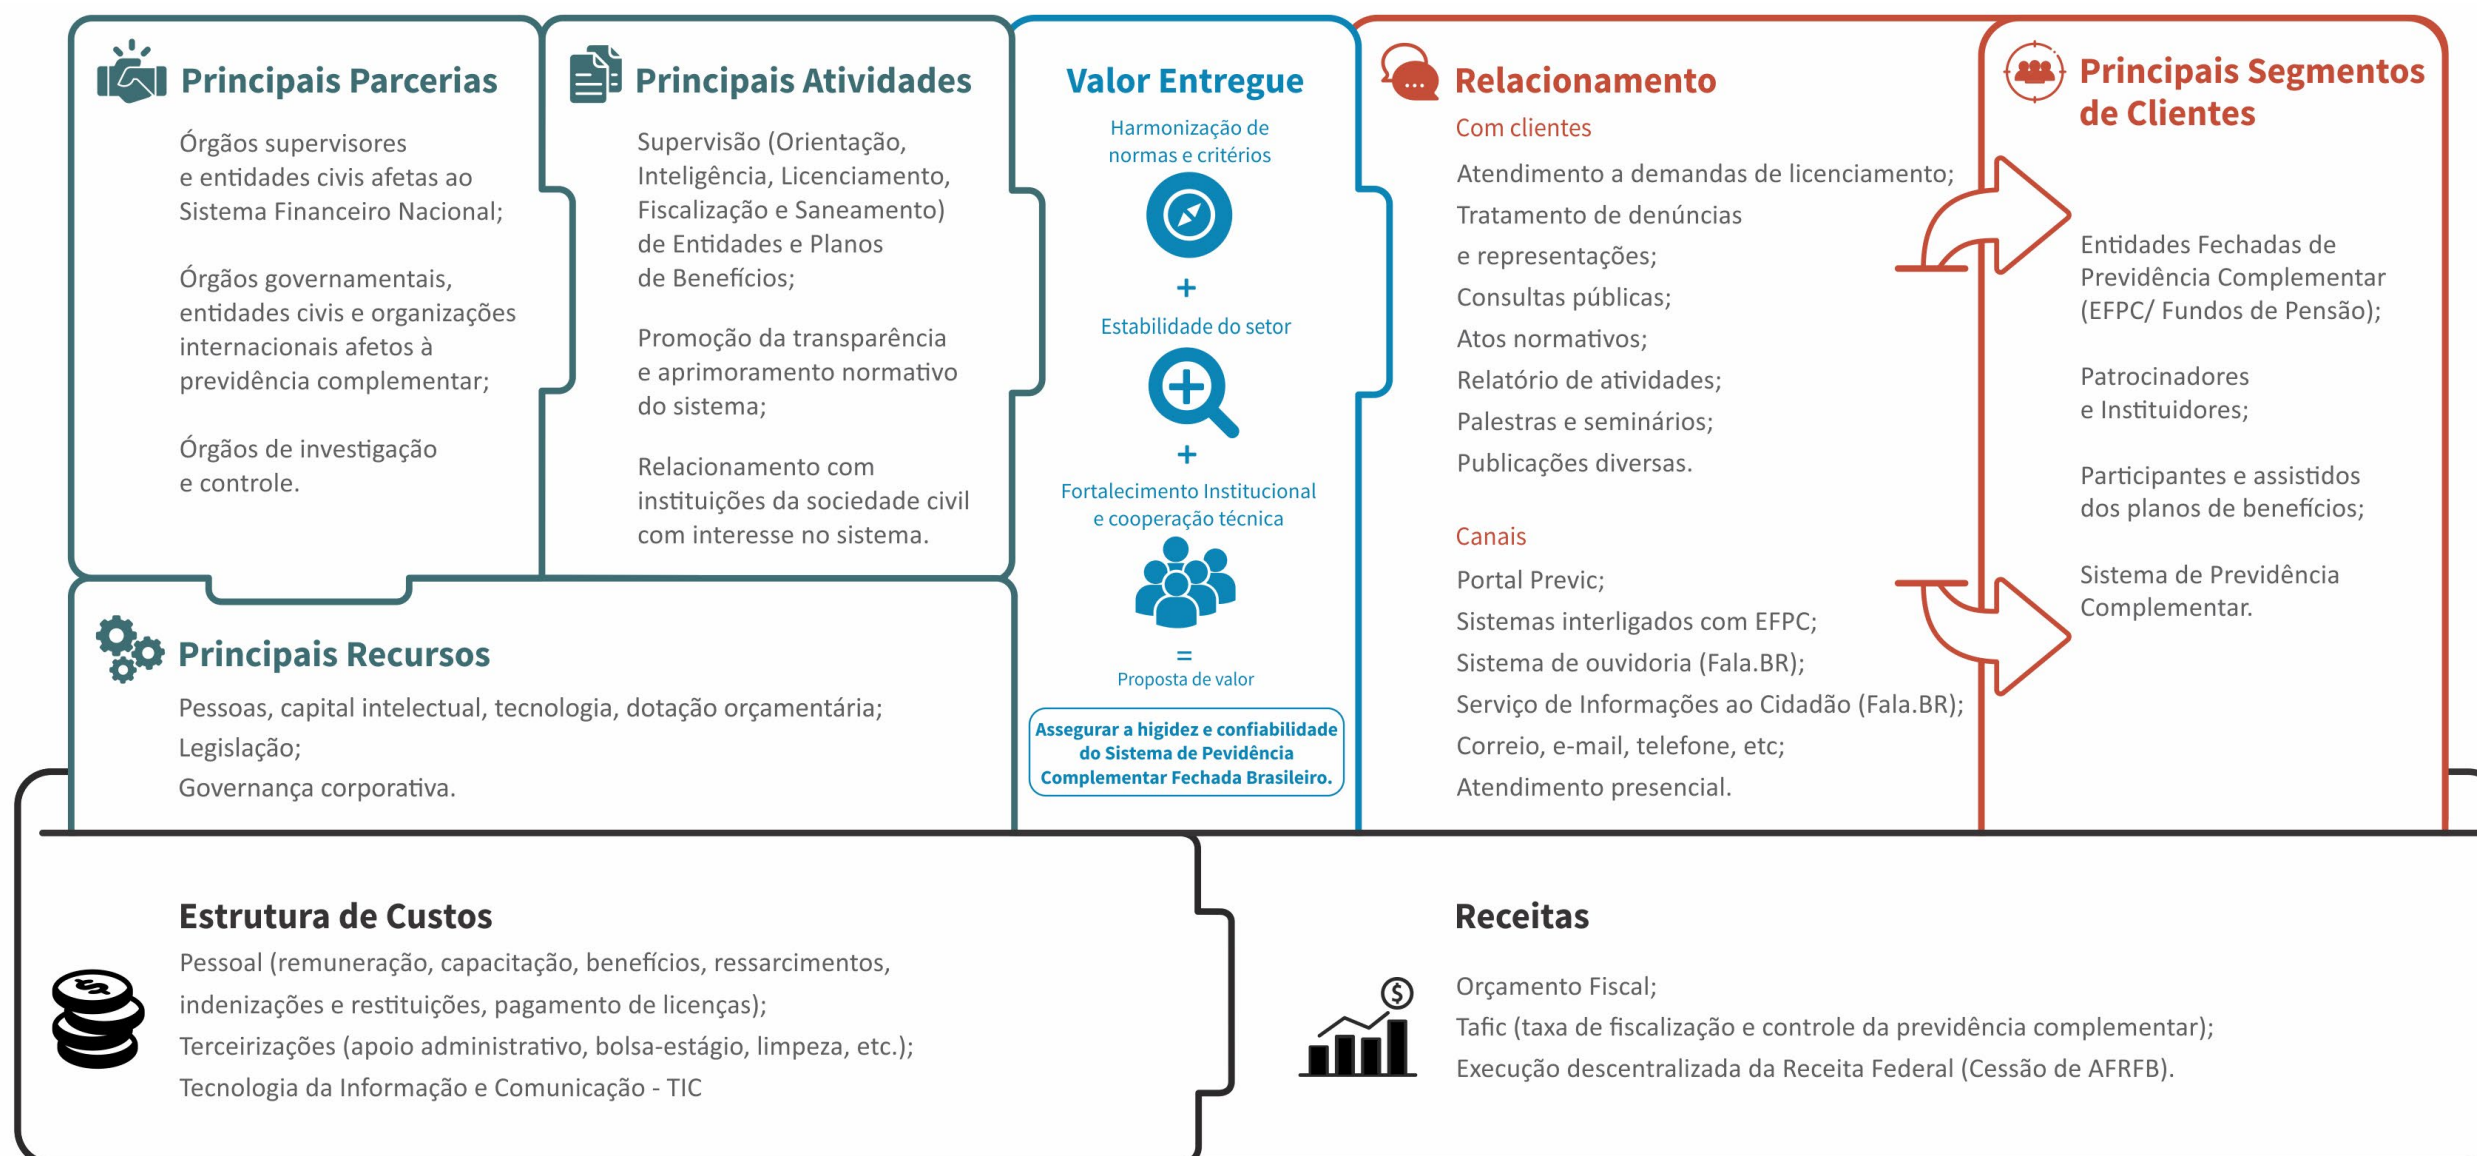 Principais Parcerias
Órgãos supervisores
e entidades civis afetas ao
Sistema Financeiro Nacional;
Órgãos governamentais,
entidades civis e organizações
internacionais afetos à
previdência complementar;
Órgãos de investigação
e controle.
Principais Atividades
Supervisão (Orientação,
Inteligência, Licenciamento,
Fiscalização e Saneamento)
de Entidades e Planos
de Benefícios;
Promoção da transparência
e aprimoramento normativo
do sistema;
Relacionamento com
instituições da sociedade civil
com interesse no sistema.
Principais Recursos
Pessoas, capital intelectual, tecnologia, dotação orçamentária;
Legislação;
Governança corporativa.
Valor Entregue
Harmonização de
normas e critérios
+
Estabilidade do setor
+
Fortalecimento Institucional
e cooperação técnica
=
Proposta de valor
Assegurar a higidez e confiabilidade
do Sistema de Pevidência
Complementar Fechada Brasileiro.
Relacionamento
Com clientes
Atendimento a demandas de licenciamento;
Tratamento de denúncias
e representações;
Consultas públicas;
Atos normativos;
Relatório de atividades;
Palestras e seminários;
Publicações diversas.
Canais
Portal Previc;
Sistemas interligados com EFPC;
Sistema de ouvidoria (Fala.BR);
Serviço de Informações ao Cidadão (Fala.BR);
Correio, e-mail, telefone, etc;
Atendimento presencial.
Principais Segmentos
de Clientes
Entidades Fechadas de
Previdência Complementar
(EFPC/ Fundos de Pensão);
Patrocinadores
e Instituidores;
Participantes e assistidos
dos planos de benefícios;
Sistema de Previdência
Complementar.
Estrutura de Custos
$
Pessoal (remuneração, capacitação, benefícios, ressarcimentos,
indenizações e restituições, pagamento de licenças);
Terceirizações (apoio administrativo, bolsa-estágio, limpeza, etc.);
Tecnologia da Informação e Comunicação - TIC
Receitas
$
Orçamento Fiscal;
Tafic (taxa de fiscalização e controle da previdência complementar);
Execução descentralizada da Receita Federal (Cessão de AFRFB).